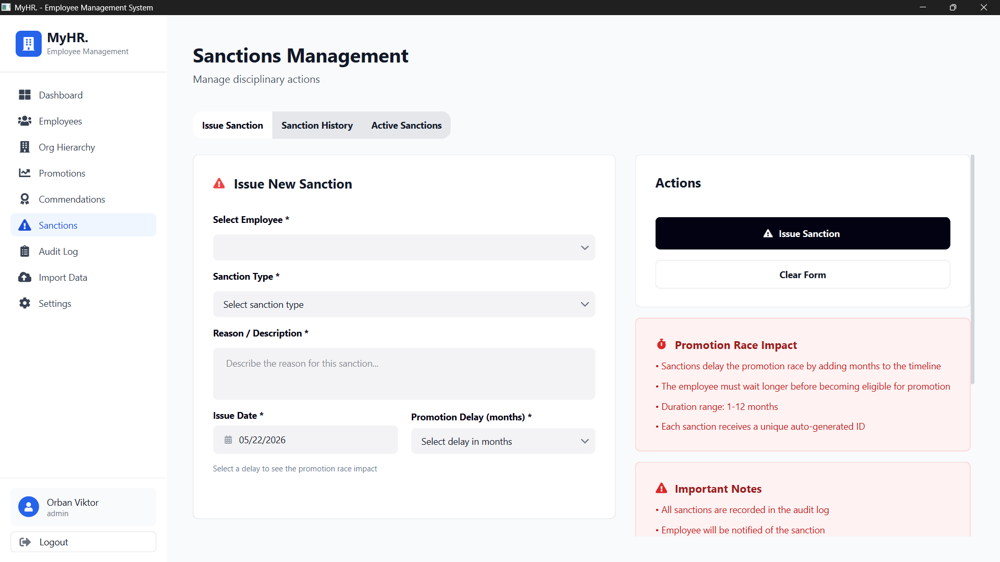 MyHR. - Employee Management System
MyHR.
Employee Management
Dashboard
Employees
Org Hierarchy
Promotions
Commendations
Sanctions
Audit Log
Import Data
Settings
Orban Viktor
admin
Logout
Sanctions Management
Manage disciplinary actions
Issue Sanction
Sanction History
Active Sanctions
Issue New Sanction
Select Employee *
Sanction Type *
Select sanction type
Reason / Description *
Describe the reason for this sanction...
Issue Date *
05/22/2026
Promotion Delay (months) *
Select delay in months
Select a delay to see the promotion race impact
Actions
Issue Sanction
Clear Form
Promotion Race Impact
• Sanctions delay the promotion race by adding months to the timeline
• The employee must wait longer before becoming eligible for promotion
• Duration range: 1-12 months
• Each sanction receives a unique auto-generated ID
Important Notes
• All sanctions are recorded in the audit log
• Employee will be notified of the sanction